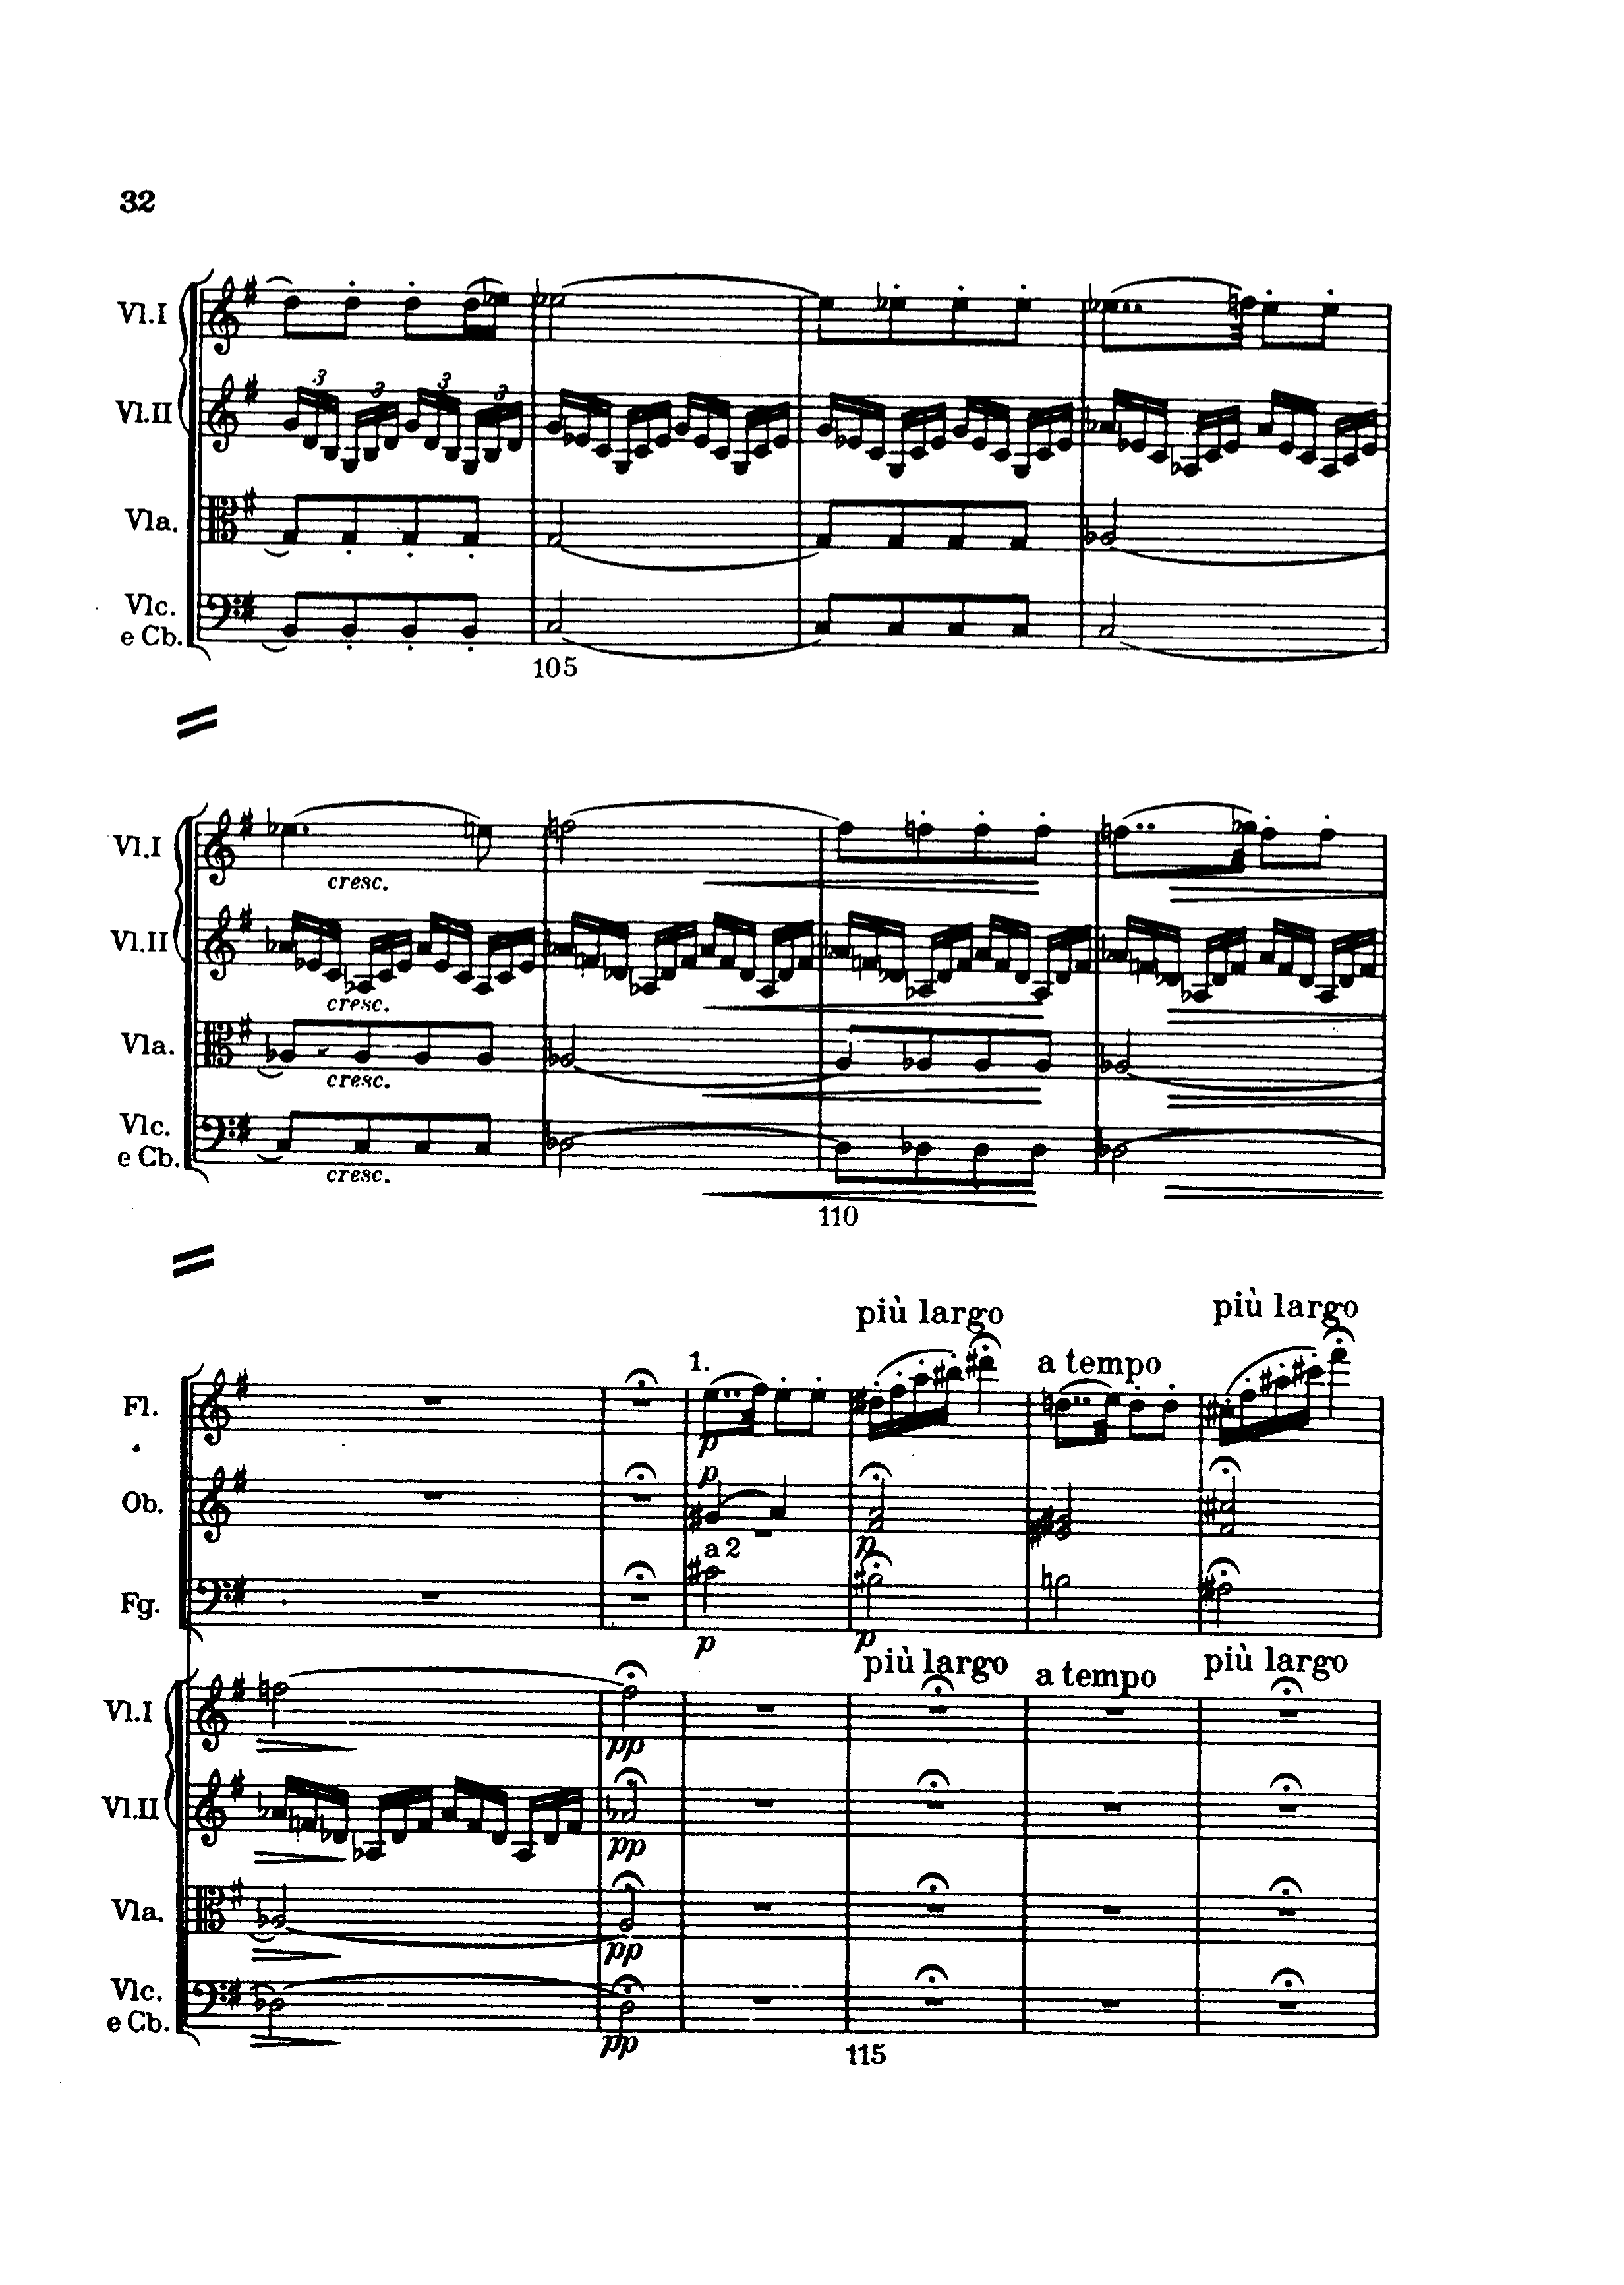 32
Vl.I
3 3 3 3
Vl.II
Vla.
Vlc.
e Cb.
105
Vl.I
cresc.
Vl.II
cresc.
Vla.
cresc.
Vlc.
e Cb.
cresc.
110
più largo
più largo
1.
a tempo
Fl.
p
p
Ob.
a 2
p
Fg.
p
p
più largo
a tempo
più largo
Vl.I
pp
Vl.II
pp
Vla.
pp
Vlc.
e Cb.
pp
115